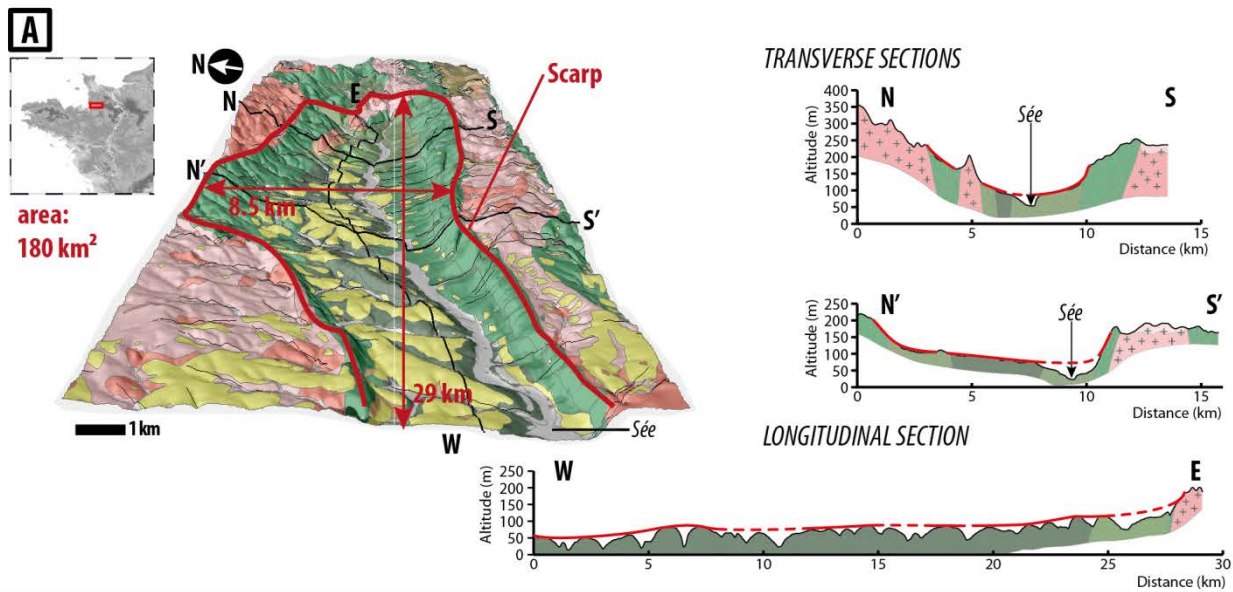 A
N
area:
180 km²
N
E
S
N'
S'
8.5 km
29 km
Scarp
1 km
W
Sée
TRANSVERSE SECTIONS
N
S
Sée
Altitude (m)
400
350
300
250
200
150
100
50
0
0
5
10
15
Distance (km)
N'
S'
Sée
Altitude (m)
250
200
150
100
50
0
0
5
10
15
Distance (km)
LONGITUDINAL SECTION
W
E
Altitude (m)
250
200
150
100
50
0
0
5
10
15
20
25
30
Distance (km)